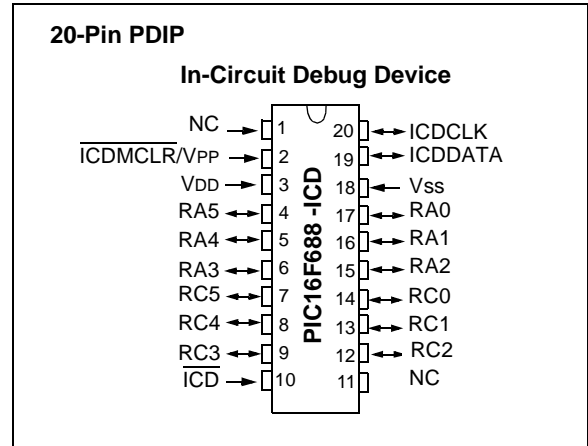 20-Pin PDIP
In-Circuit Debug Device
NC 1 20 ICDCLK
ICDMCLR/VPP 2 19 ICDDATA
VDD 3 18 Vss
RA5 4 17 RA0
RA4 5 16 RA1
RA3 6 15 RA2
RC5 7 14 RC0
RC4 8 13 RC1
RC3 9 12 RC2
ICD 10 11 NC
PIC16F688 -ICD